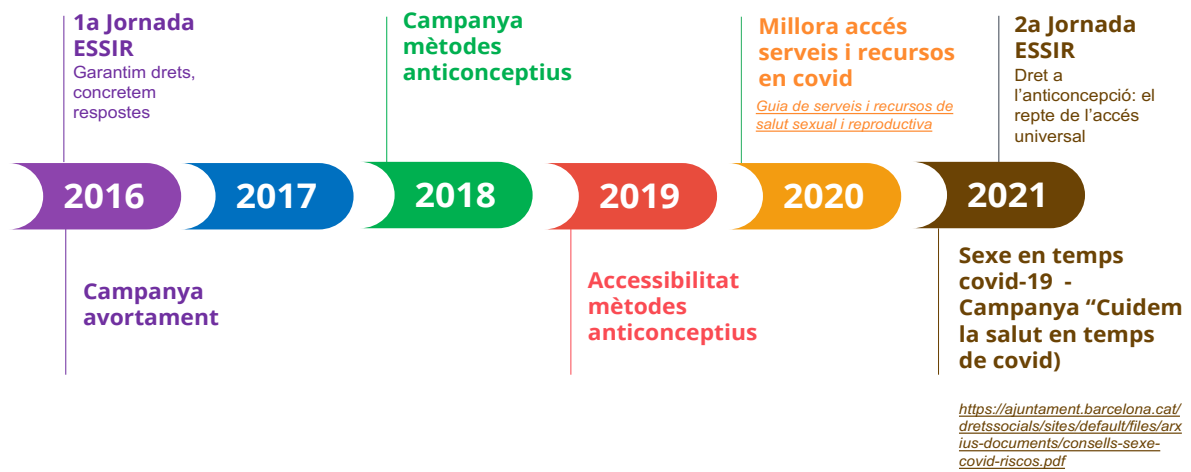 1a Jornada
ESSIR
Garantim drets,
concretem
respostes
Campanya
mètodes
anticonceptius
Millora accés
serveis i recursos
en covid
Guia de serveis i recursos de
salut sexual i reproductiva
2a Jornada
ESSIR
Dret a
l’anticoncepció: el
repte de l’accés
universal
2016
2017
2018
2019
2020
2021
Campanya
avortament
Accessibilitat
mètodes
anticonceptius
Sexe en temps
covid-19 -
Campanya “Cuidem
la salut en temps
de covid)
https://ajuntament.barcelona.cat/
dretssocials/sites/default/files/arx
ius-documents/consells-sexe-
covid-riscos.pdf